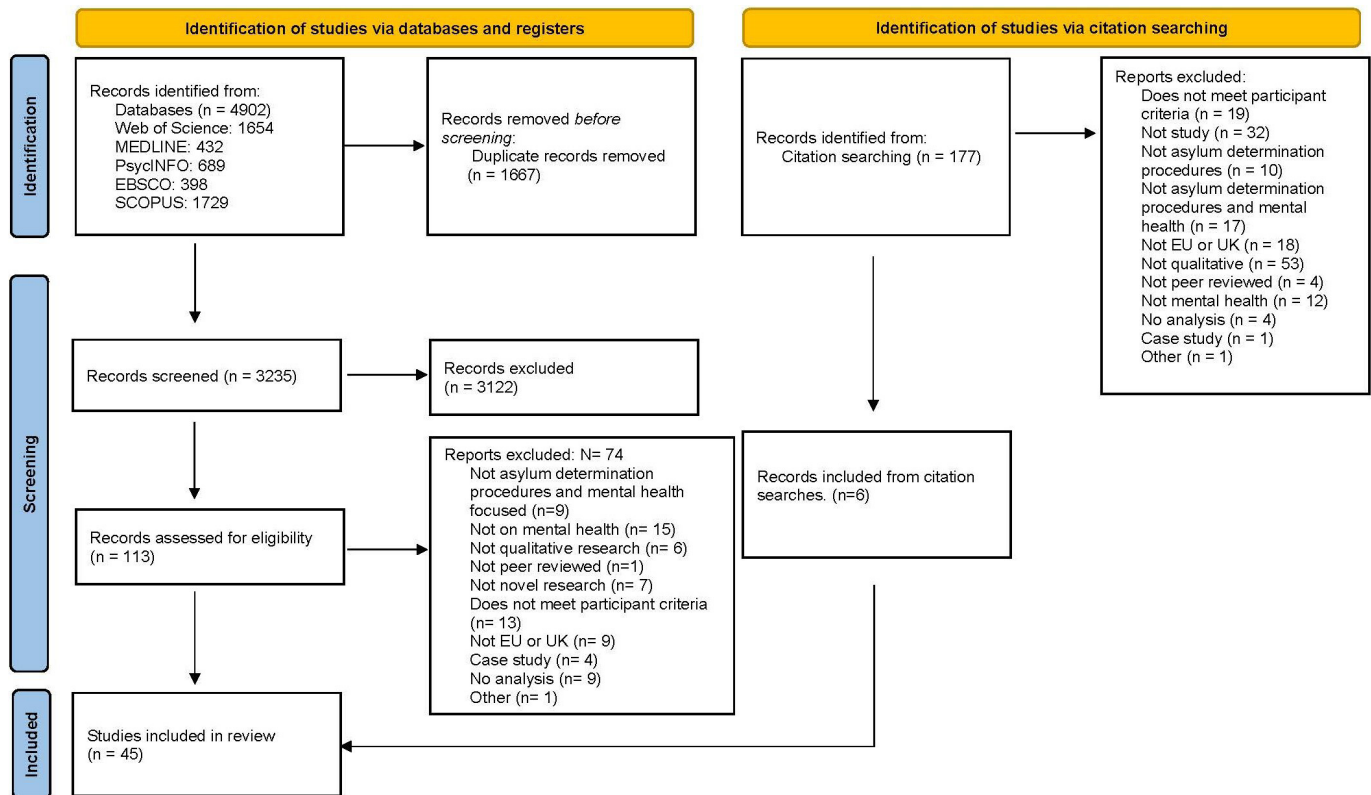 Identification of studies via databases and registers
Identification of studies via citation searching
Identification
Records identified from:
Databases (n = 4902)
Web of Science: 1654
MEDLINE: 432
PsycINFO: 689
EBSCO: 398
SCOPUS: 1729
Records removed before
screening:
Duplicate records removed
(n = 1667)
Records identified from:
Citation searching (n = 177)
Reports excluded:
Does not meet participant
criteria (n = 19)
Not study (n = 32)
Not asylum determination
procedures (n = 10)
Not asylum determination
procedures and mental
health (n = 17)
Not EU or UK (n = 18)
Not qualitative (n = 53)
Not peer reviewed (n = 4)
Not mental health (n = 12)
No analysis (n = 4)
Case study (n = 1)
Other (n = 1)
Screening
Records screened (n = 3235)
Records excluded
(n = 3122)
Records assessed for eligibility
(n = 113)
Reports excluded: N= 74
Not asylum determination
procedures and mental health
focused (n=9)
Not on mental health (n= 15)
Not qualitative research (n= 6)
Not peer reviewed (n=1)
Not novel research (n= 7)
Does not meet participant criteria
(n= 13)
Not EU or UK (n= 9)
Case study (n= 4)
No analysis (n= 9)
Other (n= 1)
Records included from citation
searches. (n=6)
Included
Studies included in review
(n = 45)